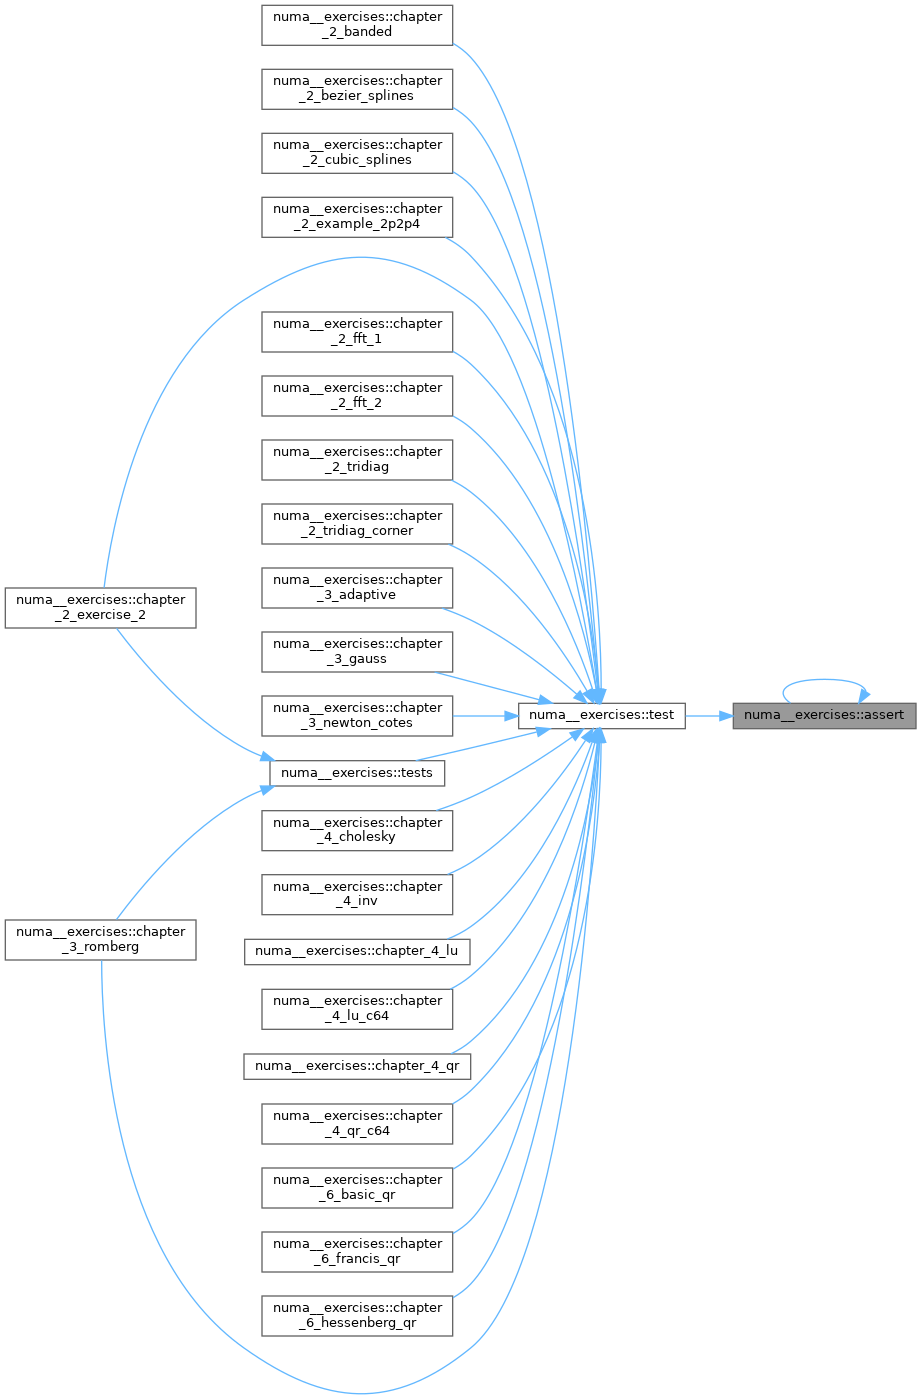 numa__exercises::chapter
_2_banded
numa__exercises::chapter
_2_bezier_splines
numa__exercises::chapter
_2_cubic_splines
numa__exercises::chapter
_2_example_2p2p4
numa__exercises::chapter
_2_fft_1
numa__exercises::chapter
_2_fft_2
numa__exercises::chapter
_2_tridiag
numa__exercises::chapter
_2_tridiag_corner
numa__exercises::chapter
_3_adaptive
numa__exercises::chapter
_2_exercise_2
numa__exercises::chapter
_3_gauss
numa__exercises::chapter
_3_newton_cotes
numa__exercises::test
numa__exercises::assert
numa__exercises::tests
numa__exercises::chapter
_4_cholesky
numa__exercises::chapter
_4_inv
numa__exercises::chapter
_3_romberg
numa__exercises::chapter_4_lu
numa__exercises::chapter
_4_lu_c64
numa__exercises::chapter_4_qr
numa__exercises::chapter
_4_qr_c64
numa__exercises::chapter
_6_basic_qr
numa__exercises::chapter
_6_francis_qr
numa__exercises::chapter
_6_hessenberg_qr